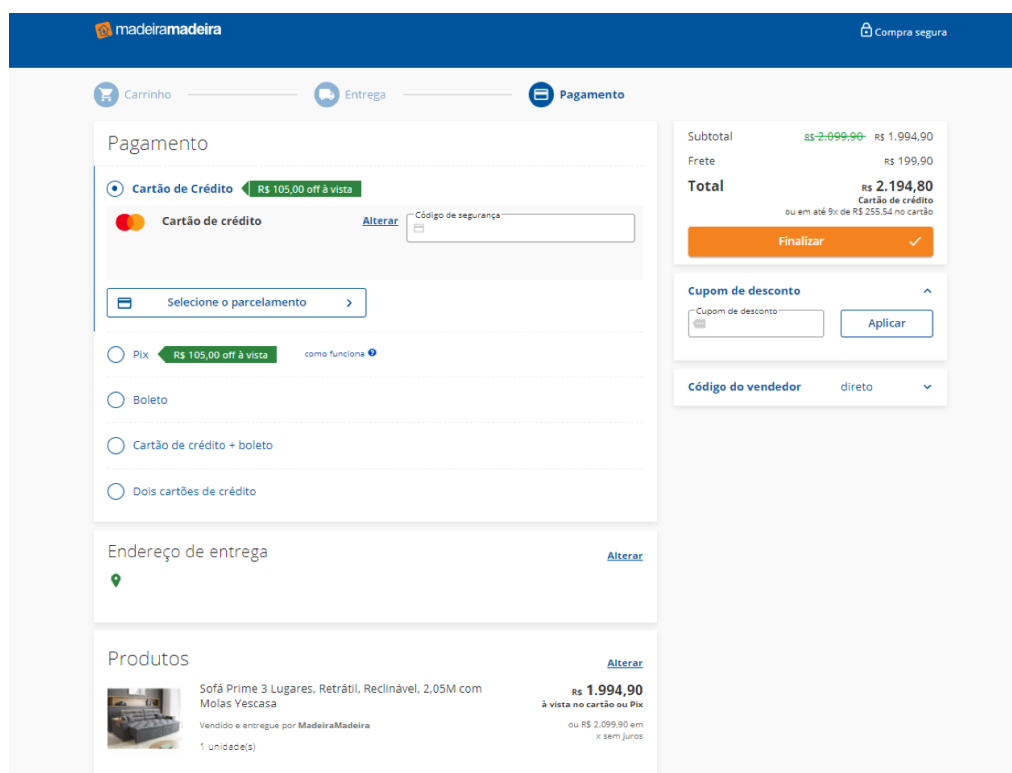 madeiramadeira
Compra segura
Carrinho
Entrega
Pagamento
Pagamento
Cartão de Crédito
R$ 105,00 off à vista
Cartão de crédito
Alterar
Código de segurança
Selecione o parcelamento
Pix
R$ 105,00 off à vista
como funciona ?
Boleto
Cartão de crédito + boleto
Dois cartões de crédito
Endereço de entrega
Alterar
Produtos
Alterar
Sofá Prime 3 Lugares, Retrátil, Reclinável, 2,05M com
Molas Yescasa
Vendido e entregue por MadeiraMadeira
1 unidade(s)
R$ 1.994,90
à vista no cartão ou Pix
ou R$ 2.099,90 em
x sem juros
Subtotal R$ 2.099,90 R$ 1.994,90
Frete R$ 199,90
Total R$ 2.194,80
Cartão de crédito
ou em até 9x de R$ 255,54 no cartão
Finalizar
Cupom de desconto
Cupom de desconto
Aplicar
Código do vendedor direto